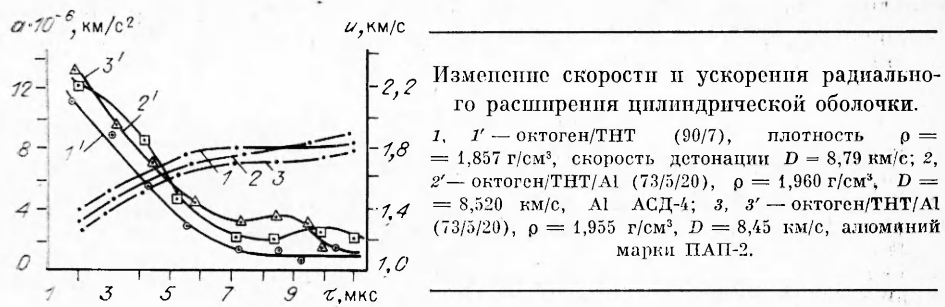 a·10⁻⁶, км/с²
u, км/с
12
8
4
0
2,2
1,8
1,4
1,0
3'
2'
1'
1 2 3
1 3 5 7 9 τ, мкс
Изменение скорости и ускорения радиально-
го расширения цилиндрической оболочки.
1, 1' — октоген/ТНТ (90/7), плотность ρ =
= 1,857 г/см³, скорость детонации D = 8,79 км/с; 2,
2' — октоген/ТНТ/Al (73/5/20), ρ = 1,960 г/см³, D =
= 8,520 км/с, Al АСД-4; 3, 3' — октоген/ТНТ/Al
(73/5/20), ρ = 1,955 г/см³, D = 8,45 км/с, алюминий
марки ПАП-2.